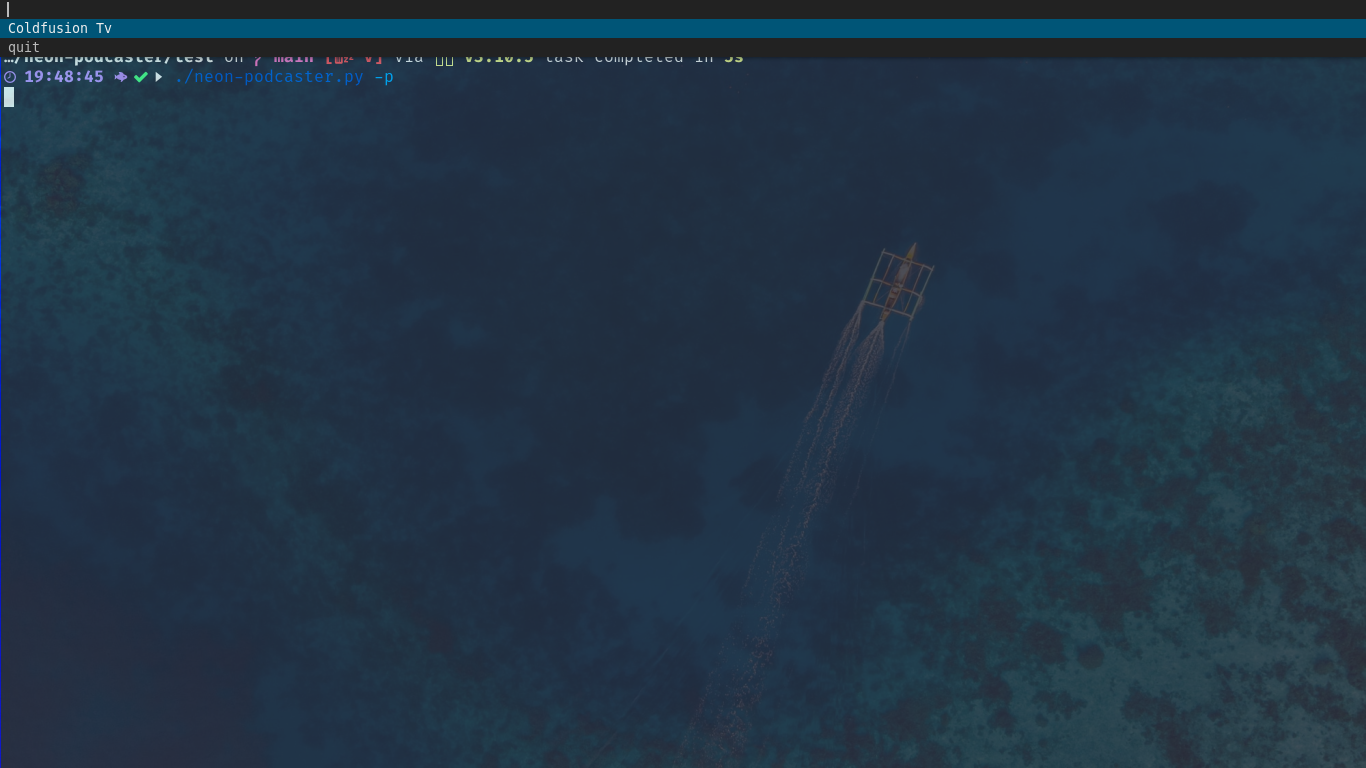 Coldfusion Tv
quit
…/neon-podcaster/test on main [ ] via v3.10.5 task completed in 5s
19:48:45 ./neon-podcaster.py -p